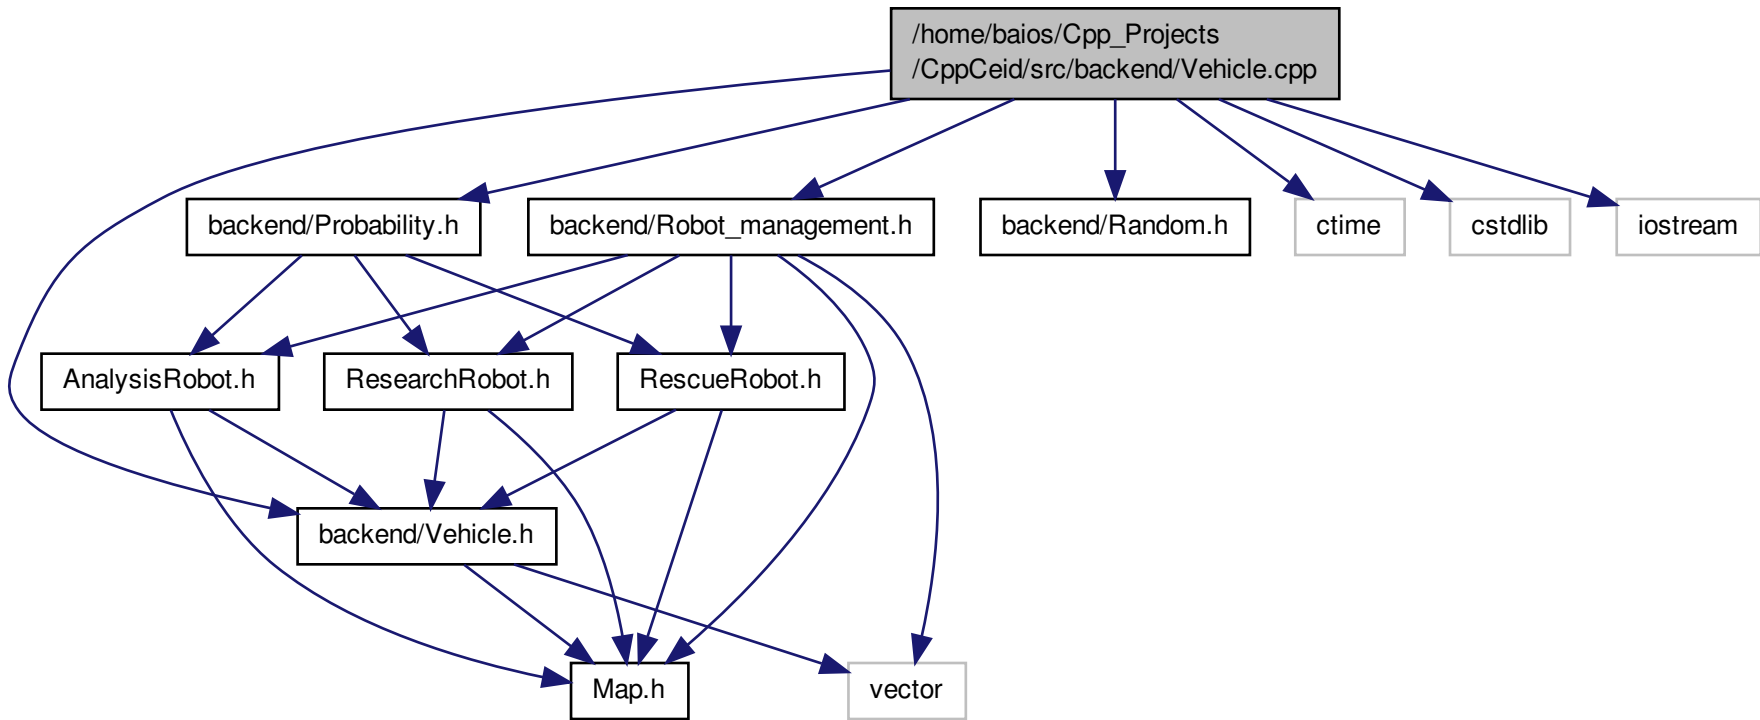 /home/baios/Cpp_Projects
/CppCeid/src/backend/Vehicle.cpp
backend/Probability.h
backend/Robot_management.h
backend/Random.h
ctime
cstdlib
iostream
AnalysisRobot.h
ResearchRobot.h
RescueRobot.h
backend/Vehicle.h
Map.h
vector